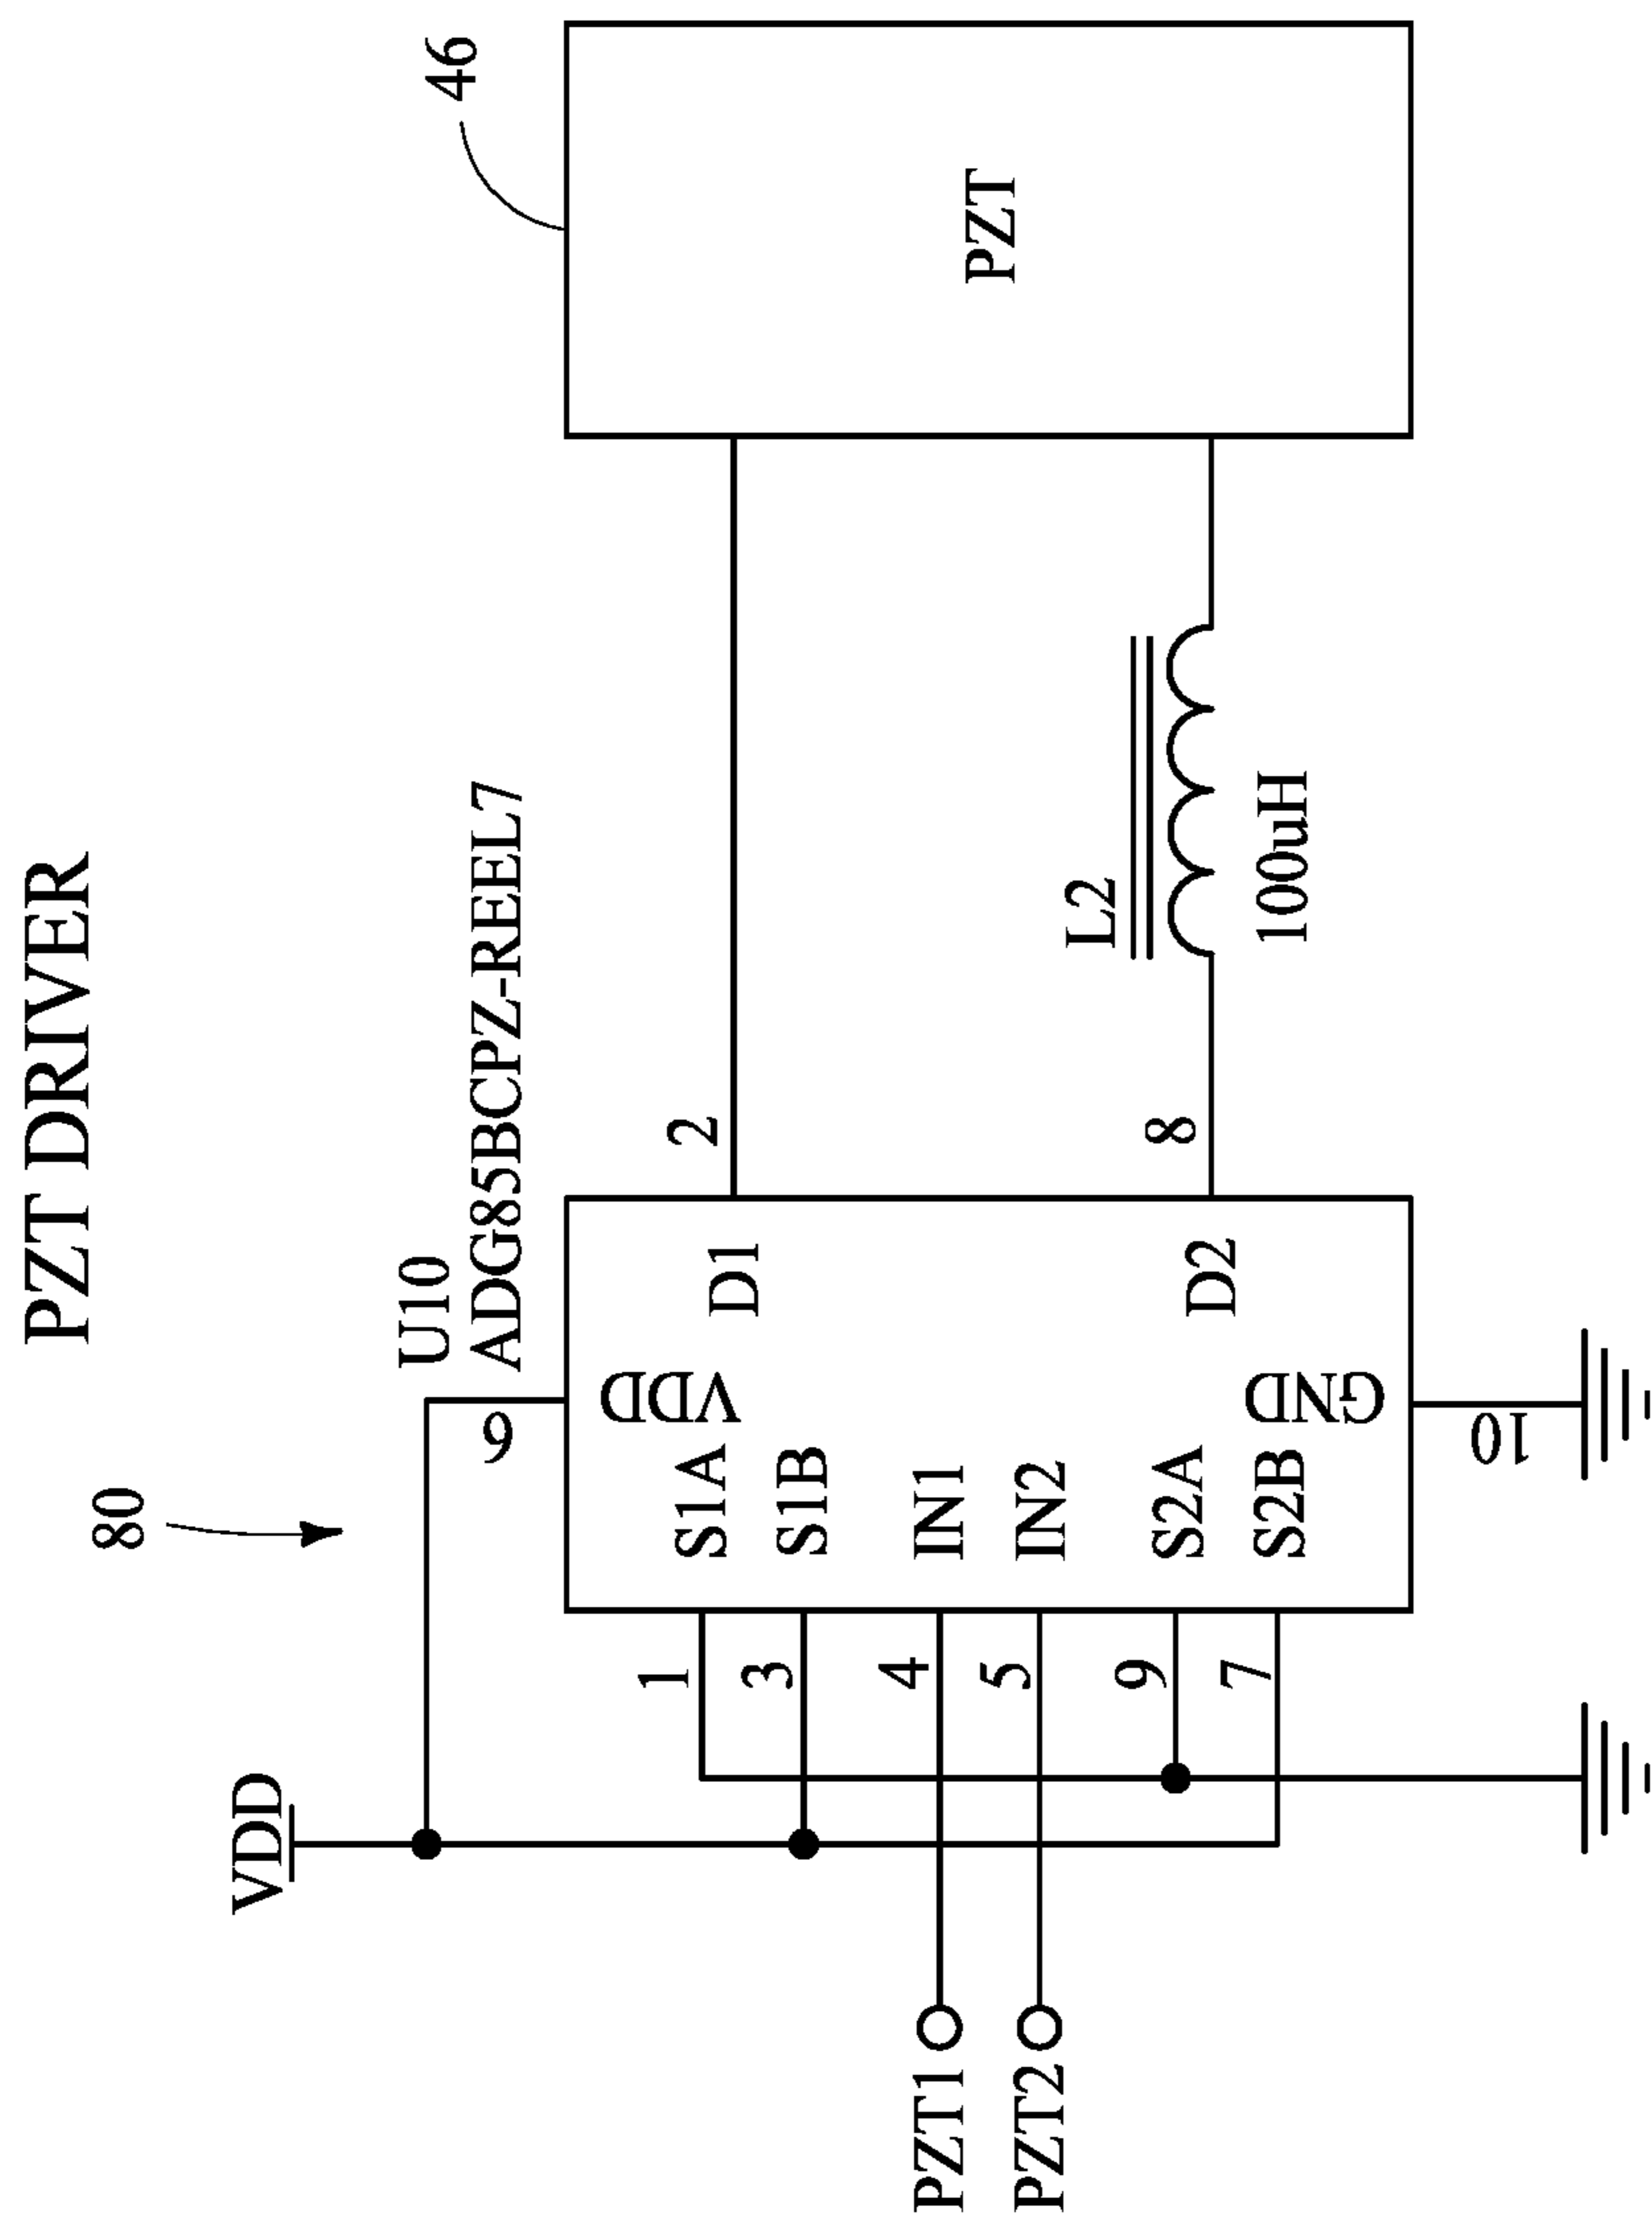 PZT DRIVER
80
VDD
U10
ADG85BCPZ-REEL7
46
6
VDD
1
S1A
D1
2
3
S1B
PZT1
4
IN1
PZT
PZT2
5
IN2
L2
9
S2A
D2
8
7
S2B
100uH
GND
10